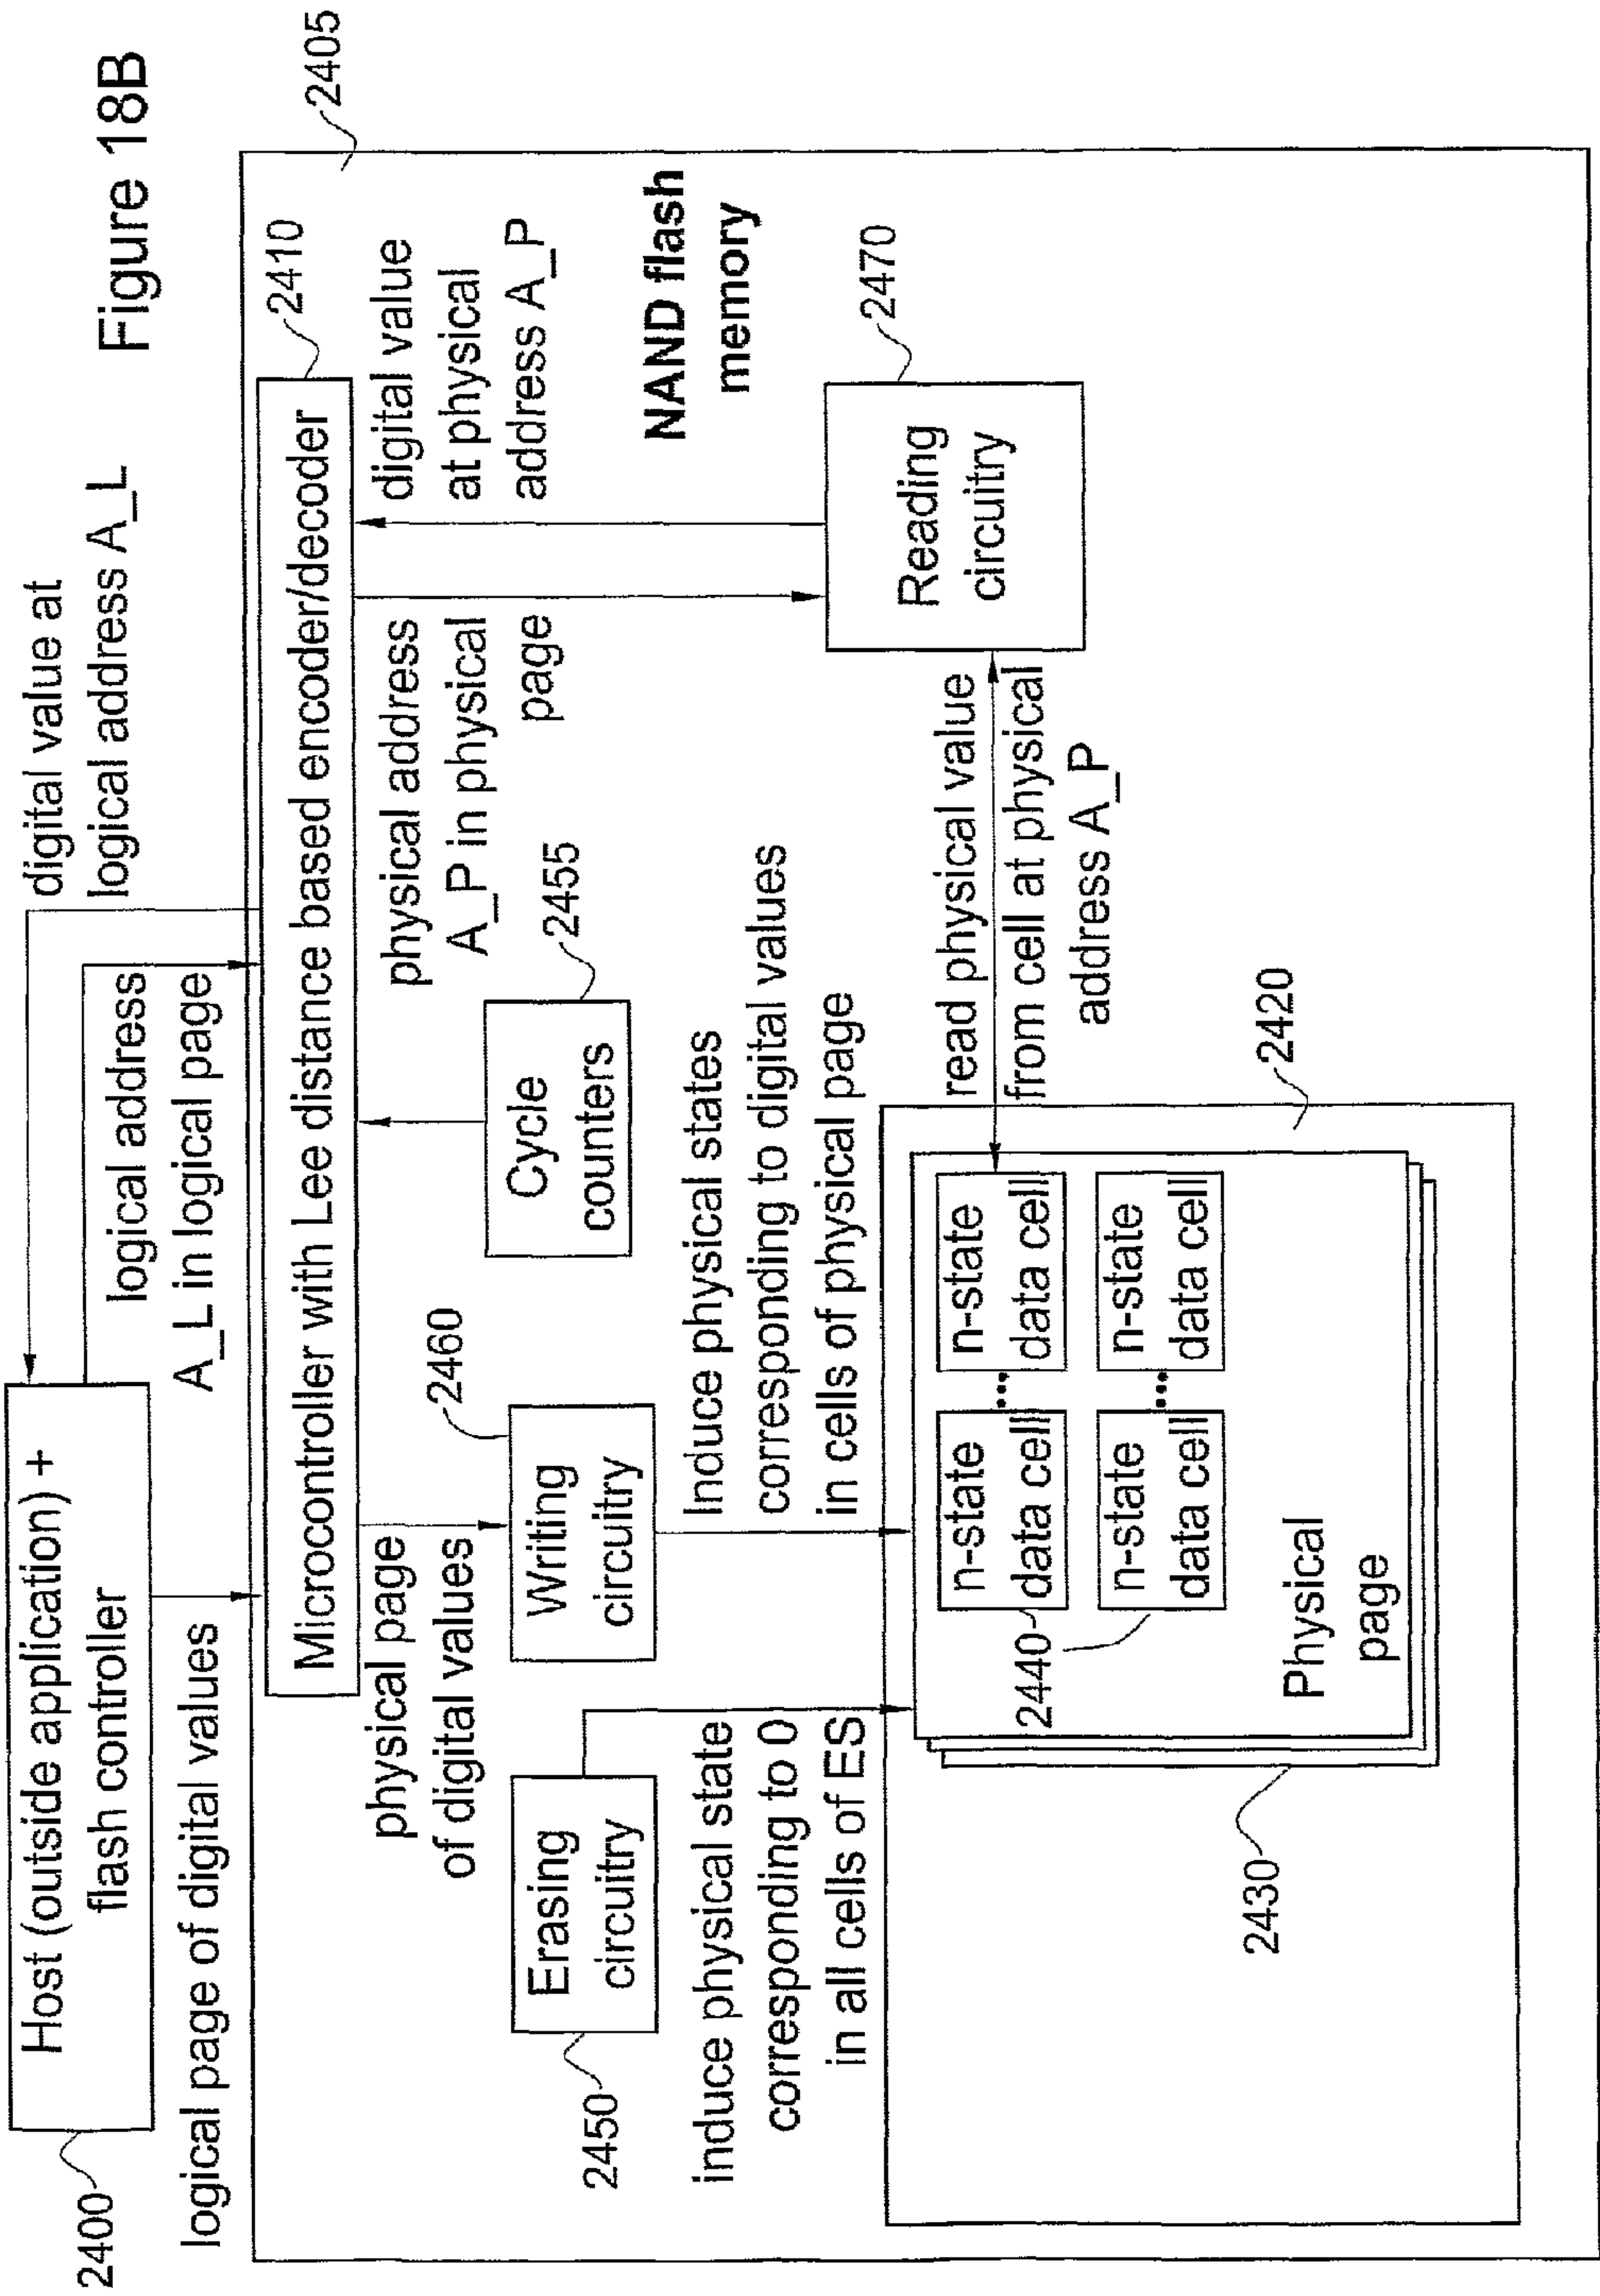 Figure 18B
2400
Host (outside application) +
flash controller
digital value at
logical address A_L
logical address
A_L in logical page
logical page of digital values
2405
2410
Microcontroller with Lee distance based encoder/decoder
physical page
of digital values
physical address
A_P in physical
page
digital value
at physical
address A_P
NAND flash
memory
2450
Erasing
circuitry
2460
Writing
circuitry
2455
Cycle
counters
2470
Reading
circuitry
induce physical state
corresponding to 0
in all cells of ES
Induce physical states
corresponding to digital values
in cells of physical page
read physical value
from cell at physical
address A_P
2420
2440
n-state
data cell
...
n-state
data cell
n-state
data cell
...
n-state
data cell
Physical
page
2430